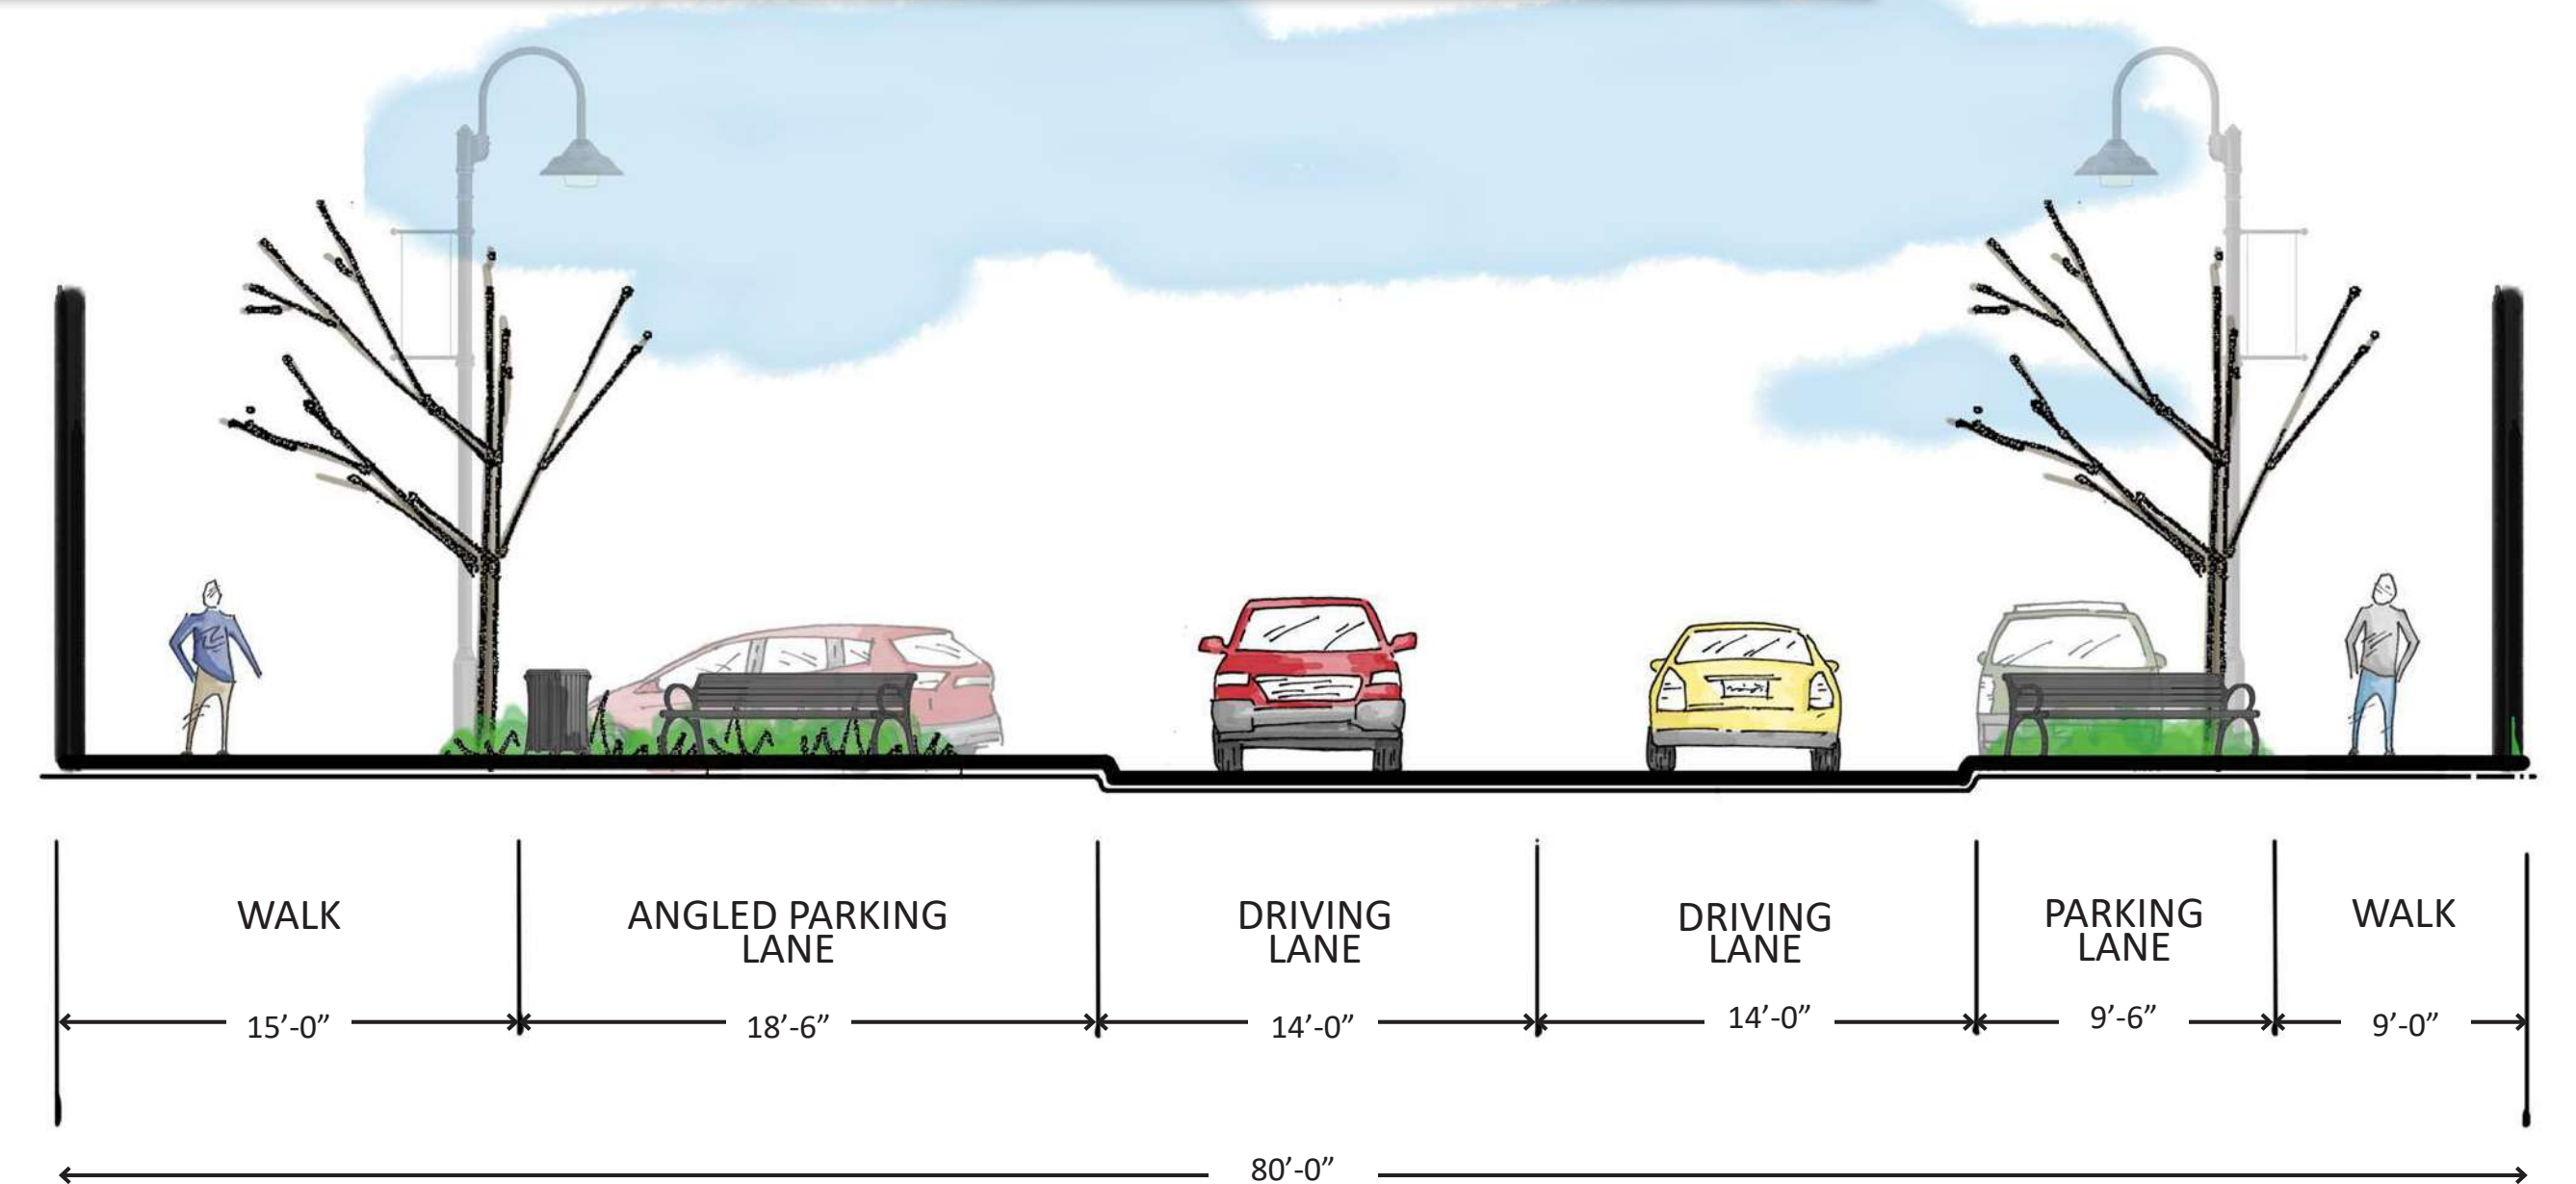 WALK
ANGLED PARKING
LANE
DRIVING
LANE
DRIVING
LANE
PARKING
LANE
WALK
15’-0”
18’-6”
14’-0”
14’-0”
9’-6”
9’-0”
80’-0”